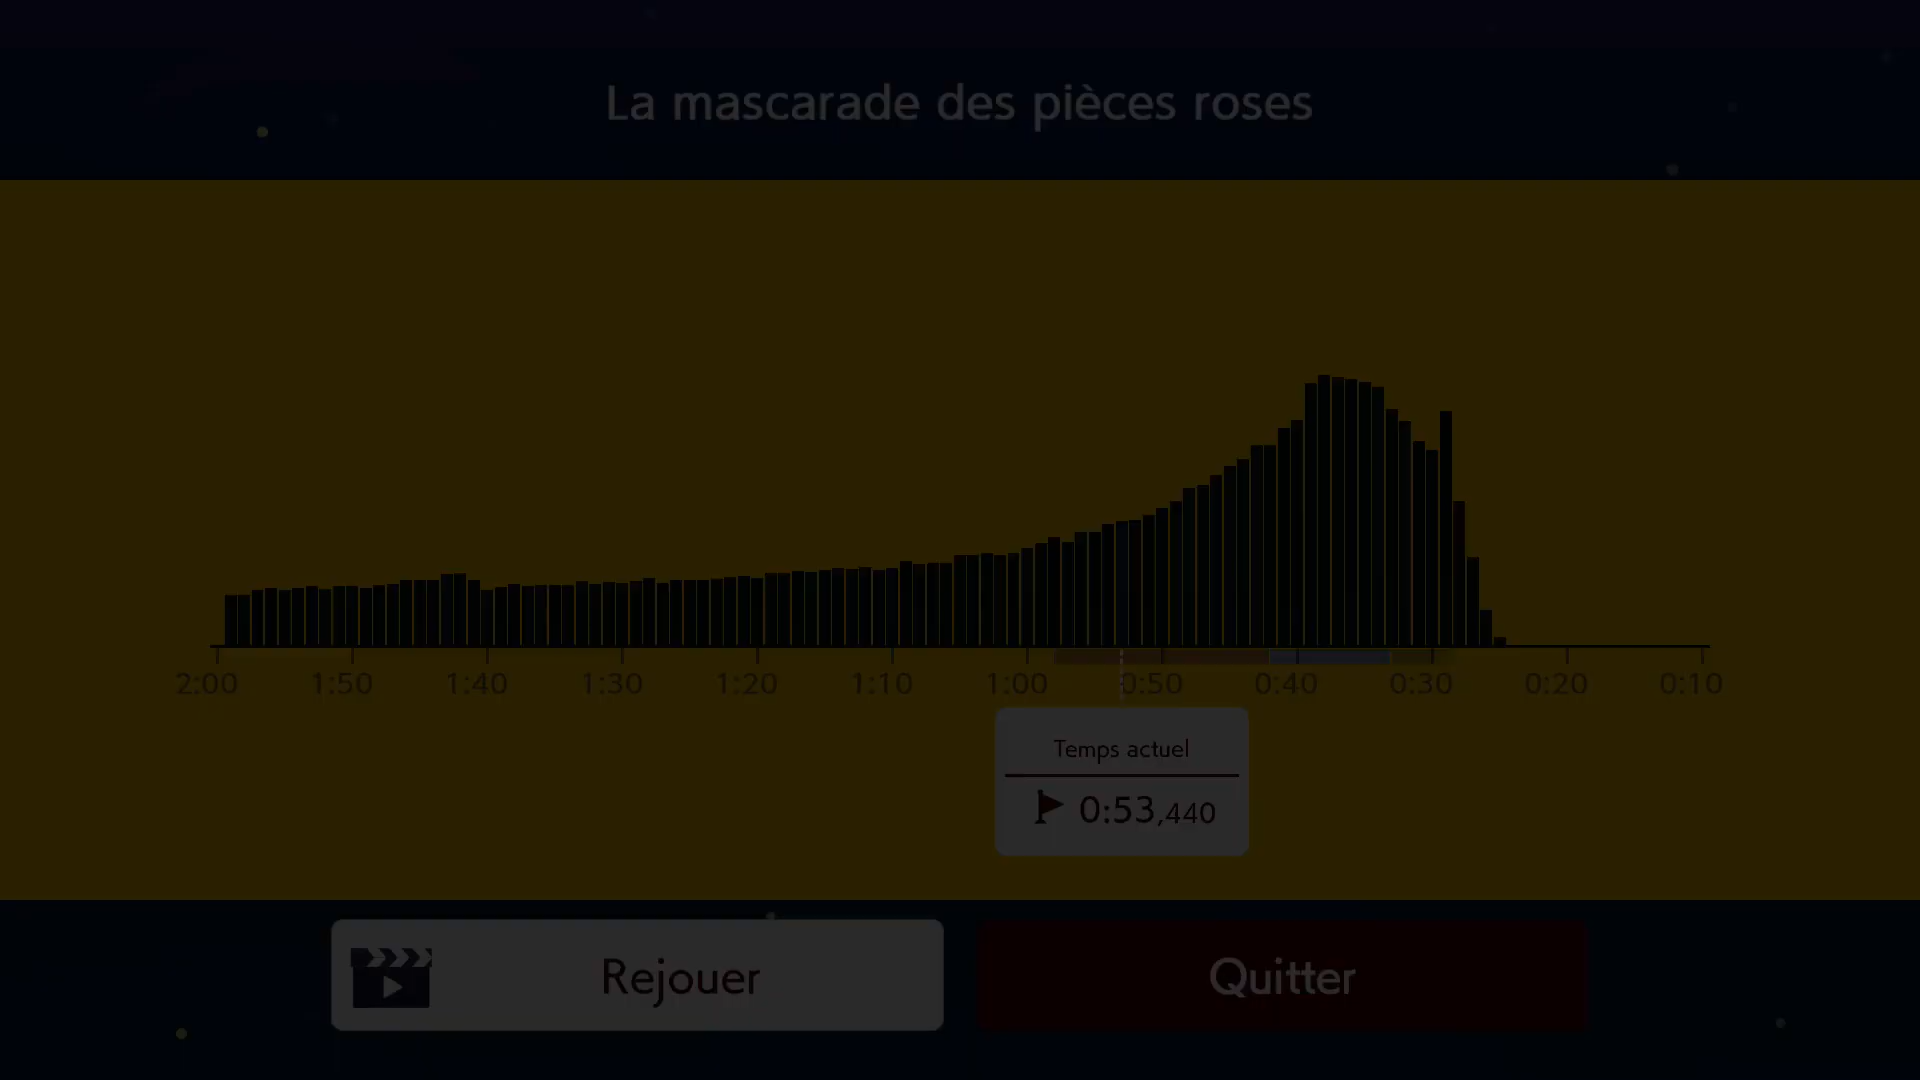 La mascarade des pièces roses
2:00 1:50 1:40 1:30 1:20 1:10 1:00 0:50 0:40 0:30 0:20 0:10
Temps actuel
0:53,440
Rejouer
Quitter